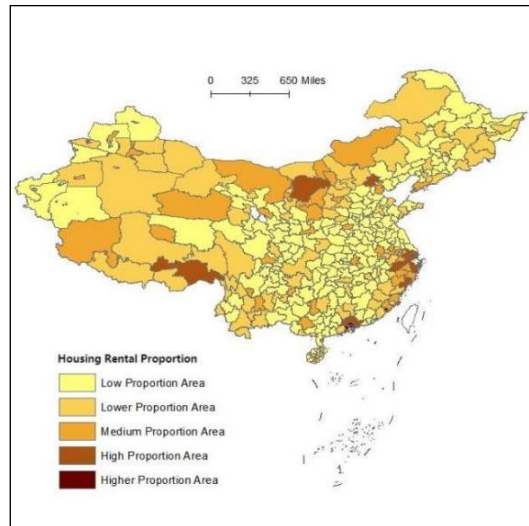 0 325 650 Miles
Housing Rental Proportion
Low Proportion Area
Lower Proportion Area
Medium Proportion Area
High Proportion Area
Higher Proportion Area